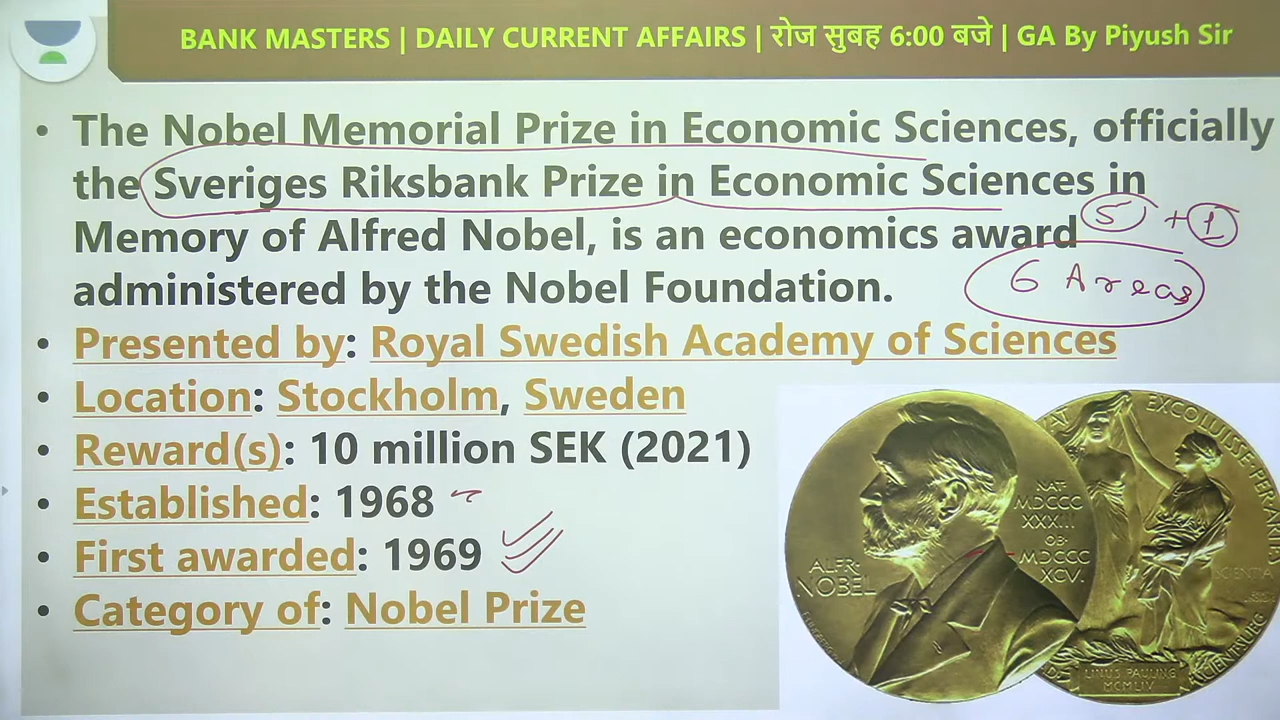 BANK MASTERS | DAILY CURRENT AFFAIRS | रोज सुबह 6:00 बजे | GA By Piyush Sir
• The Nobel Memorial Prize in Economic Sciences, officially
the Sveriges Riksbank Prize in Economic Sciences in
Memory of Alfred Nobel, is an economics award
5 + 1
administered by the Nobel Foundation.
6 Areas
• Presented by: Royal Swedish Academy of Sciences
• Location: Stockholm, Sweden
• Reward(s): 10 million SEK (2021)
• Established: 1968
• First awarded: 1969
• Category of: Nobel Prize
ALFR·
NOBEL
NAT·
MDCCC
XXXIII
OB·
MDCCC
XCV·
EXCOLUISSE·PER·ARTES
LINUS PAULING
MCMLIV